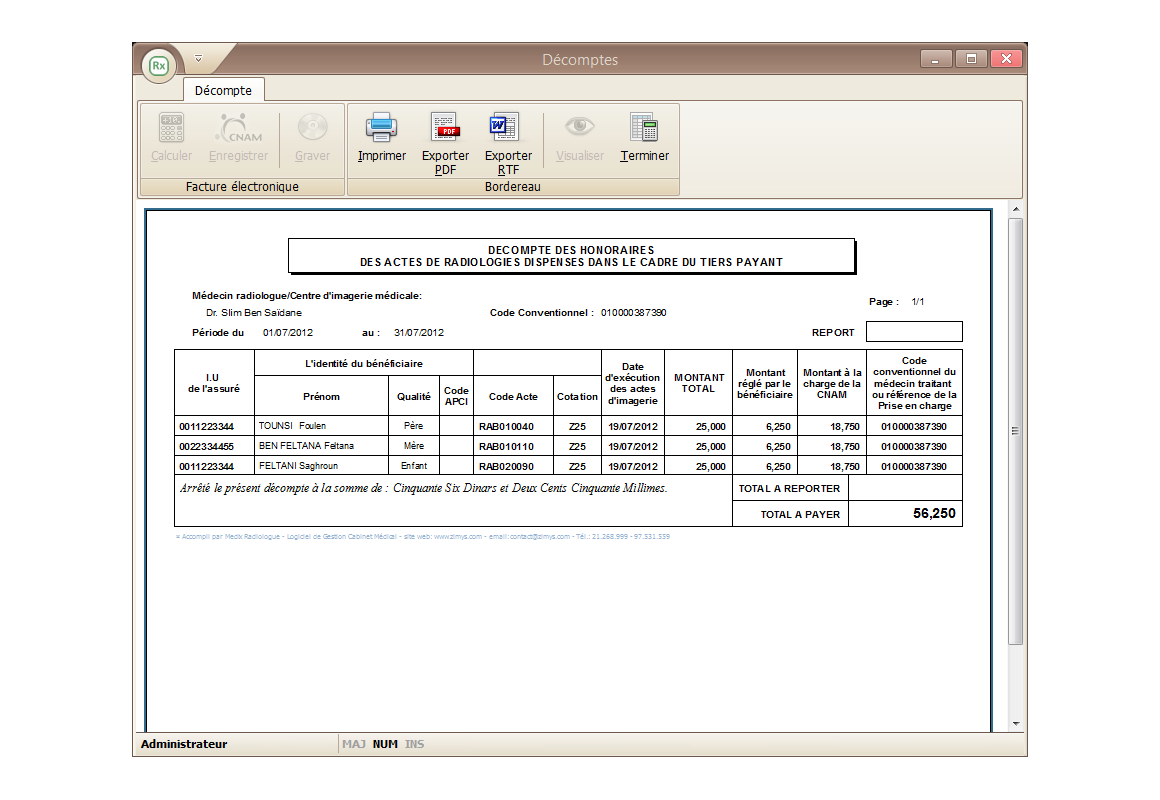 Décomptes
Rx
Décompte
CNAM
PDF
W
Calculer Enregistrer Graver Imprimer Exporter PDF Exporter RTF Visualiser Terminer
Facture électronique Bordereau
DECOMPTE DES HONORAIRES
DES ACTES DE RADIOLOGIES DISPENSES DANS LE CADRE DU TIERS PAYANT
Médecin radiologue/Centre d'imagerie médicale:
Page : 1/1
Dr. Slim Ben Saïdane Code Conventionnel : 010000387390
Période du 01/07/2012 au : 31/07/2012 REPORT
I.U
de l'assuré
L'identité du bénéficiaire
Prénom
Qualité
Code
APCI
Code Acte
Cotation
Date
d'exécution
des actes
d'imagerie
MONTANT
TOTAL
Montant
réglé par le
bénéficiaire
Montant à la
charge de la
CNAM
Code
conventionnel du
médecin traitant
ou référence de la
Prise en charge
0011223344 TOUNSI Foulen Père RAB010040 Z25 19/07/2012 25,000 6,250 18,750 010000387390
0022334455 BEN FELTANA Feltana Mère RAB010110 Z25 19/07/2012 25,000 6,250 18,750 010000387390
0011223344 FELTANI Saghroun Enfant RAB020090 Z25 19/07/2012 25,000 6,250 18,750 010000387390
Arrêté le présent décompte à la somme de : Cinquante Six Dinars et Deux Cents Cinquante Millimes.
TOTAL A REPORTER
TOTAL A PAYER 56,250
Accompli par Medix Radiologue - Logiciel de Gestion Cabinet Médical - site web: www.zimys.com - email: contact@zimys.com - Tél.: 21.268.999 - 97.531.559
Administrateur MAJ NUM INS